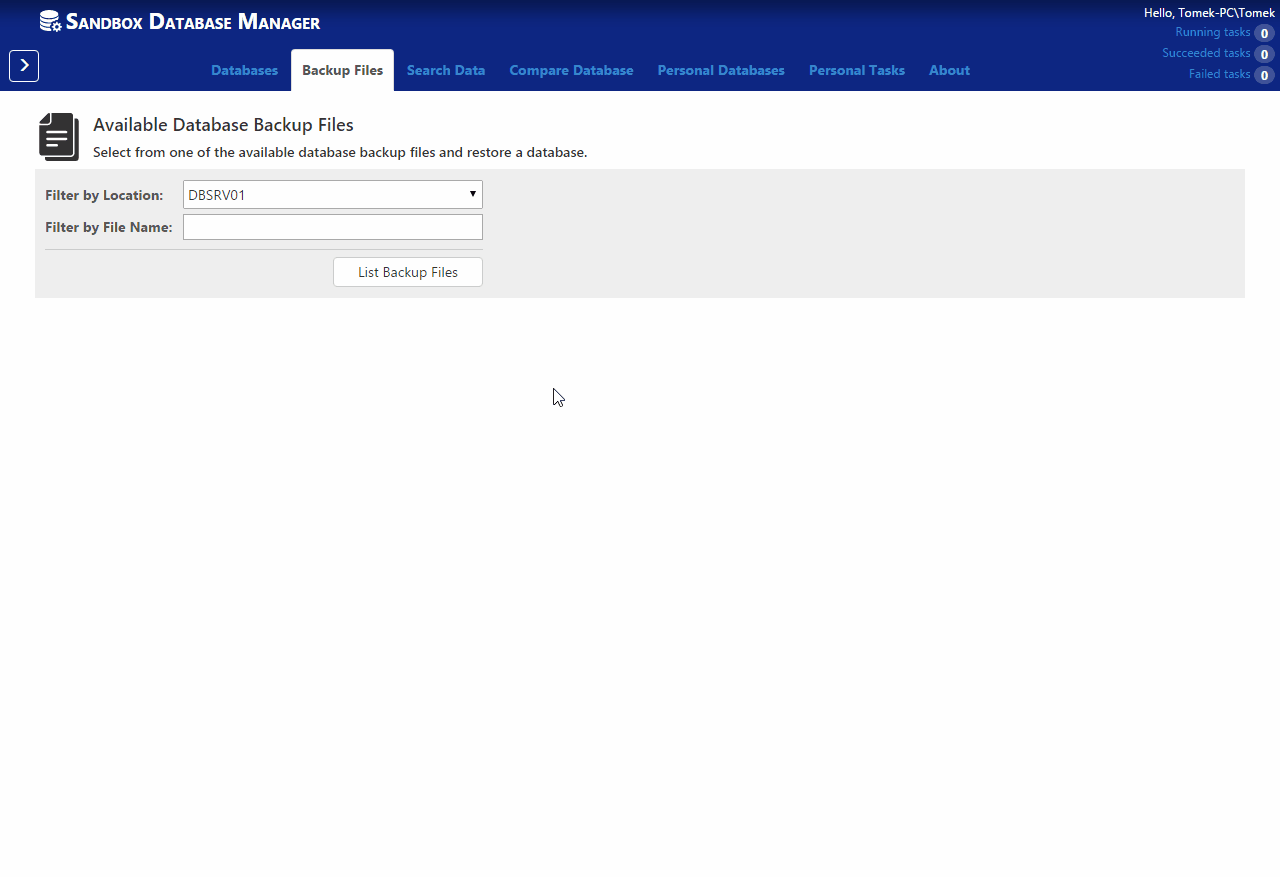 Sandbox Database Manager
Hello, Tomek-PC\Tomek
Running tasks 0
Succeeded tasks 0
Failed tasks 0
Databases Backup Files Search Data Compare Database Personal Databases Personal Tasks About
Available Database Backup Files
Select from one of the available database backup files and restore a database.
Filter by Location: DBSRV01
Filter by File Name:
List Backup Files